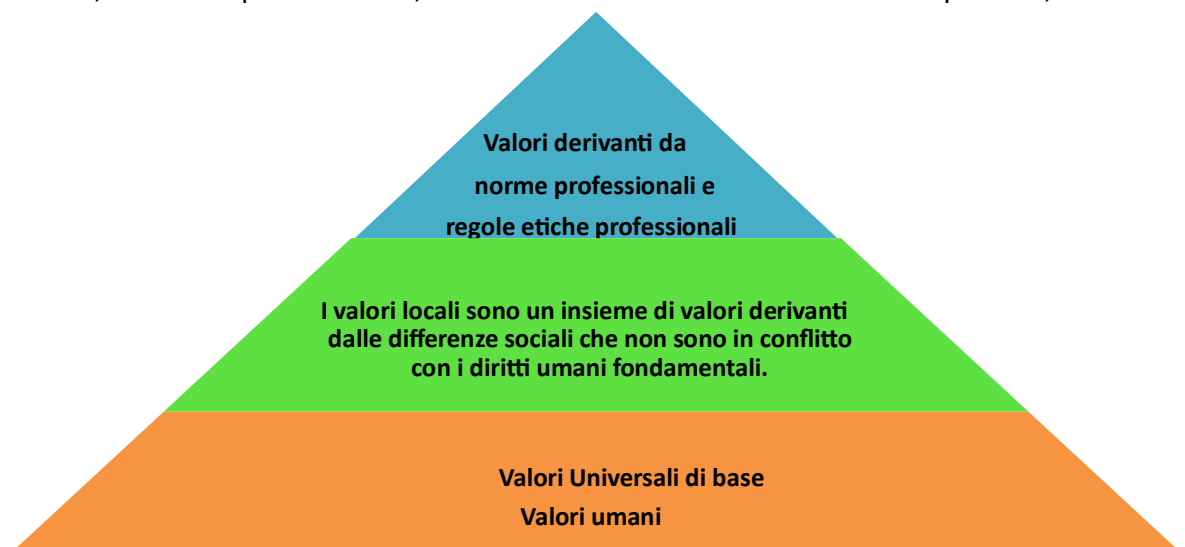 Valori derivanti da
norme professionali e
regole etiche professionali
I valori locali sono un insieme di valori derivanti
dalle differenze sociali che non sono in conflitto
con i diritti umani fondamentali.
Valori Universali di base
Valori umani